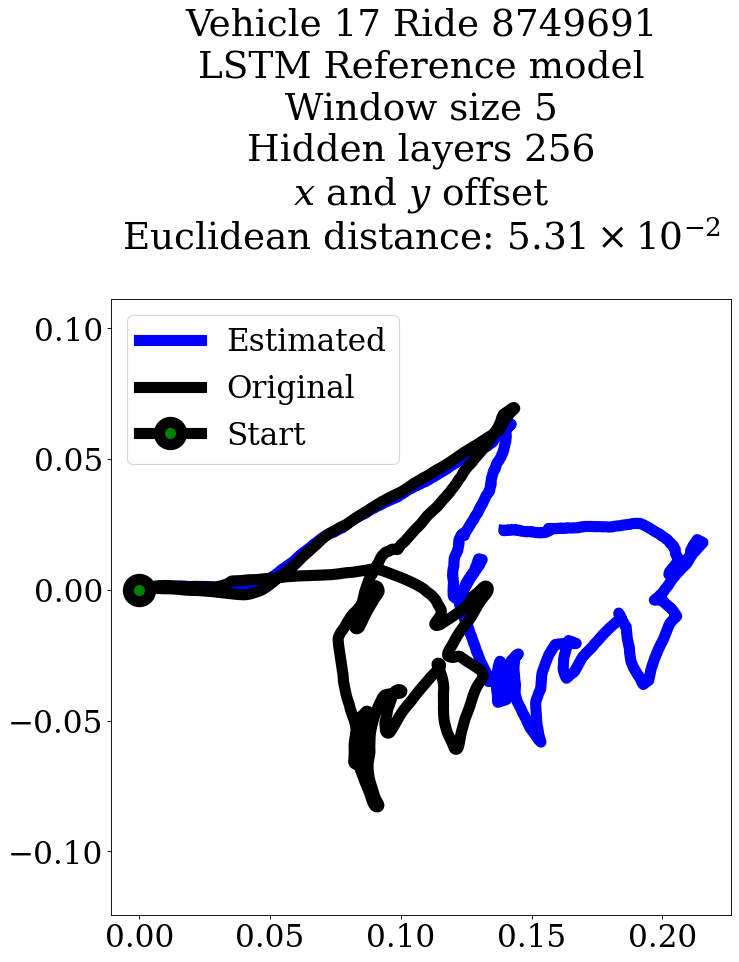 Vehicle 17 Ride 8749691
LSTM Reference model
Window size 5
Hidden layers 256
x and y offset
Euclidean distance: 5.31 × 10⁻²
Estimated
Original
Start
0.10
0.05
0.00
−0.05
−0.10
0.00 0.05 0.10 0.15 0.20